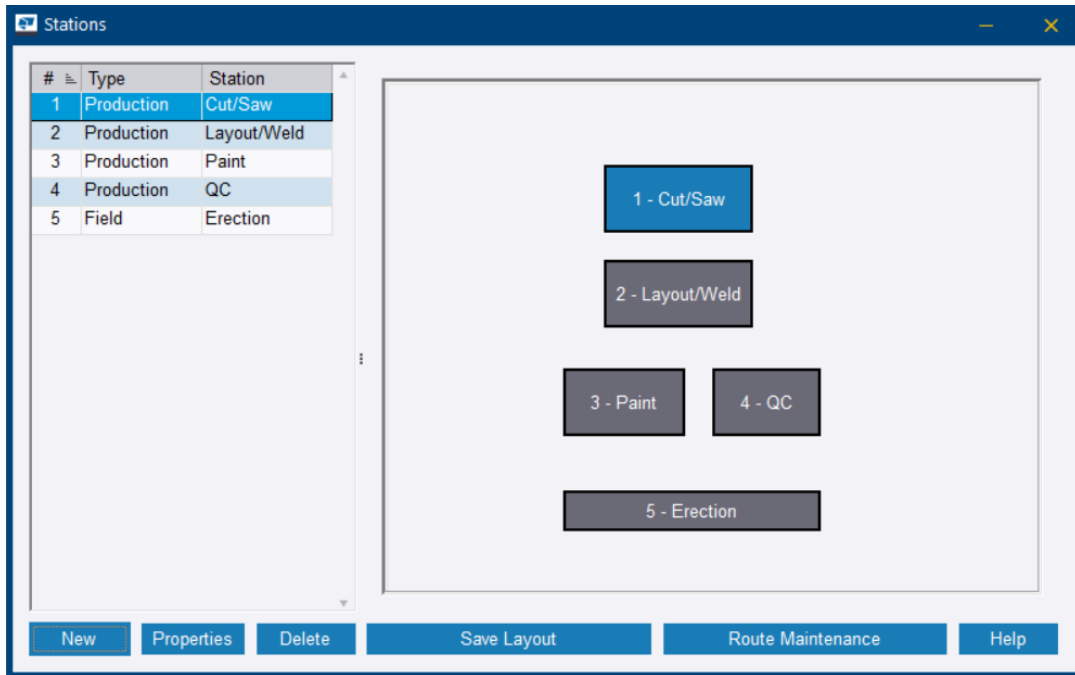 Stations
# Type Station
1 Production Cut/Saw
2 Production Layout/Weld
3 Production Paint
4 Production QC
5 Field Erection
1 - Cut/Saw
2 - Layout/Weld
3 - Paint 4 - QC
5 - Erection
New Properties Delete Save Layout Route Maintenance Help